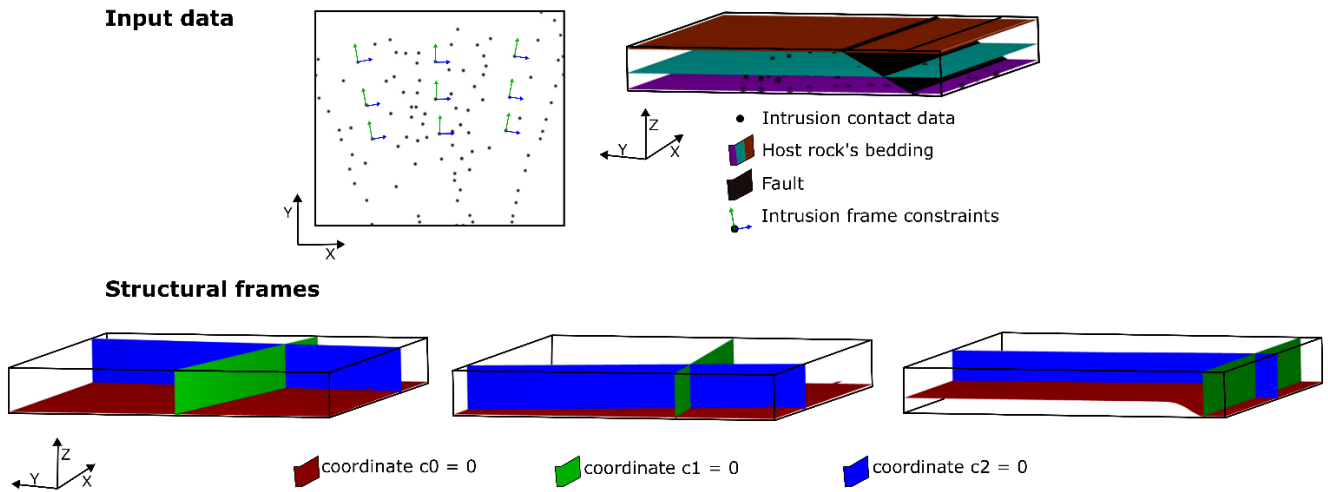 Input data
Z
Y
X
Intrusion contact data
Host rock's bedding
Fault
Intrusion frame constraints
Y
X
Structural frames
Z
Y
X
coordinate c0 = 0
coordinate c1 = 0
coordinate c2 = 0